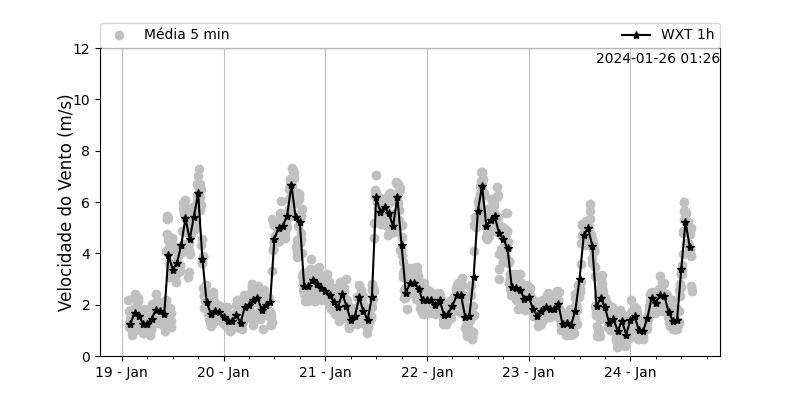 Média 5 min
WXT 1h
2024-01-26 01:26
Velocidade do Vento (m/s)
12
10
8
6
4
2
0
19 - Jan
20 - Jan
21 - Jan
22 - Jan
23 - Jan
24 - Jan